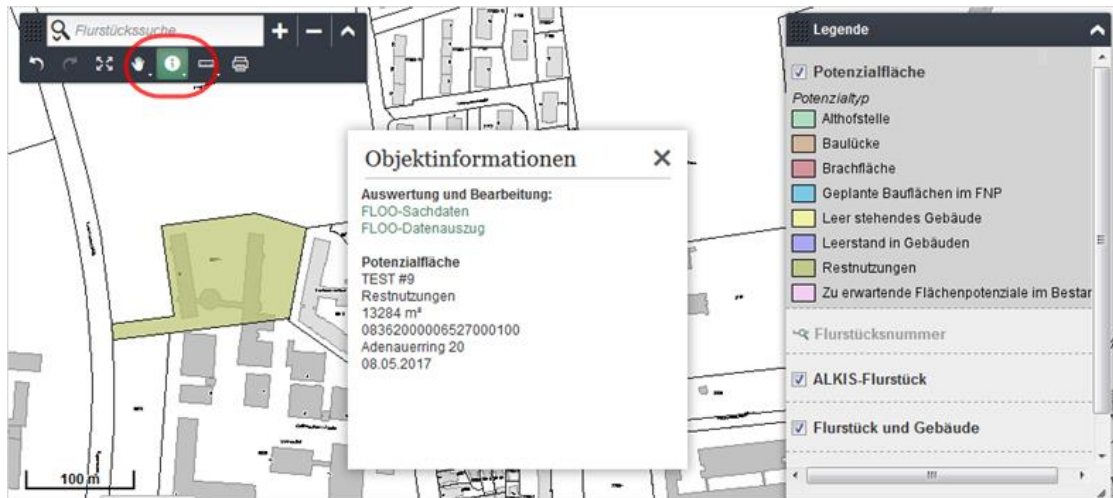 Flurstückssuche
Objektinformationen
Auswertung und Bearbeitung:
FLOO-Sachdaten
FLOO-Datenauszug
Potenzialfläche
TEST #9
Restnutzungen
13284 m²
08362000006527000100
Adenauerring 20
08.05.2017
Legende
Potenzialfläche
Potenzialtyp
Althofstelle
Baulücke
Brachfläche
Geplante Bauflächen im FNP
Leer stehendes Gebäude
Leerstand in Gebäuden
Restnutzungen
Zu erwartende Flächenpotenziale im Bestar
Flurstücksnummer
ALKIS-Flurstück
Flurstück und Gebäude
100 m